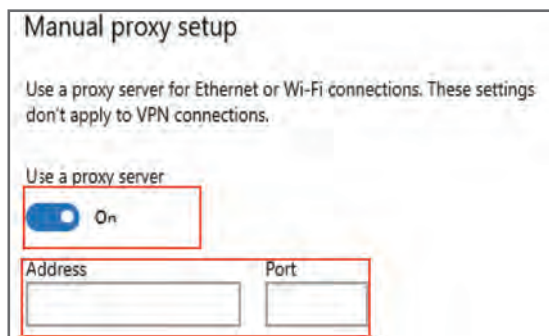 Manual proxy setup
Use a proxy server for Ethernet or Wi-Fi connections. These settings
don't apply to VPN connections.
Use a proxy server
On
Address Port